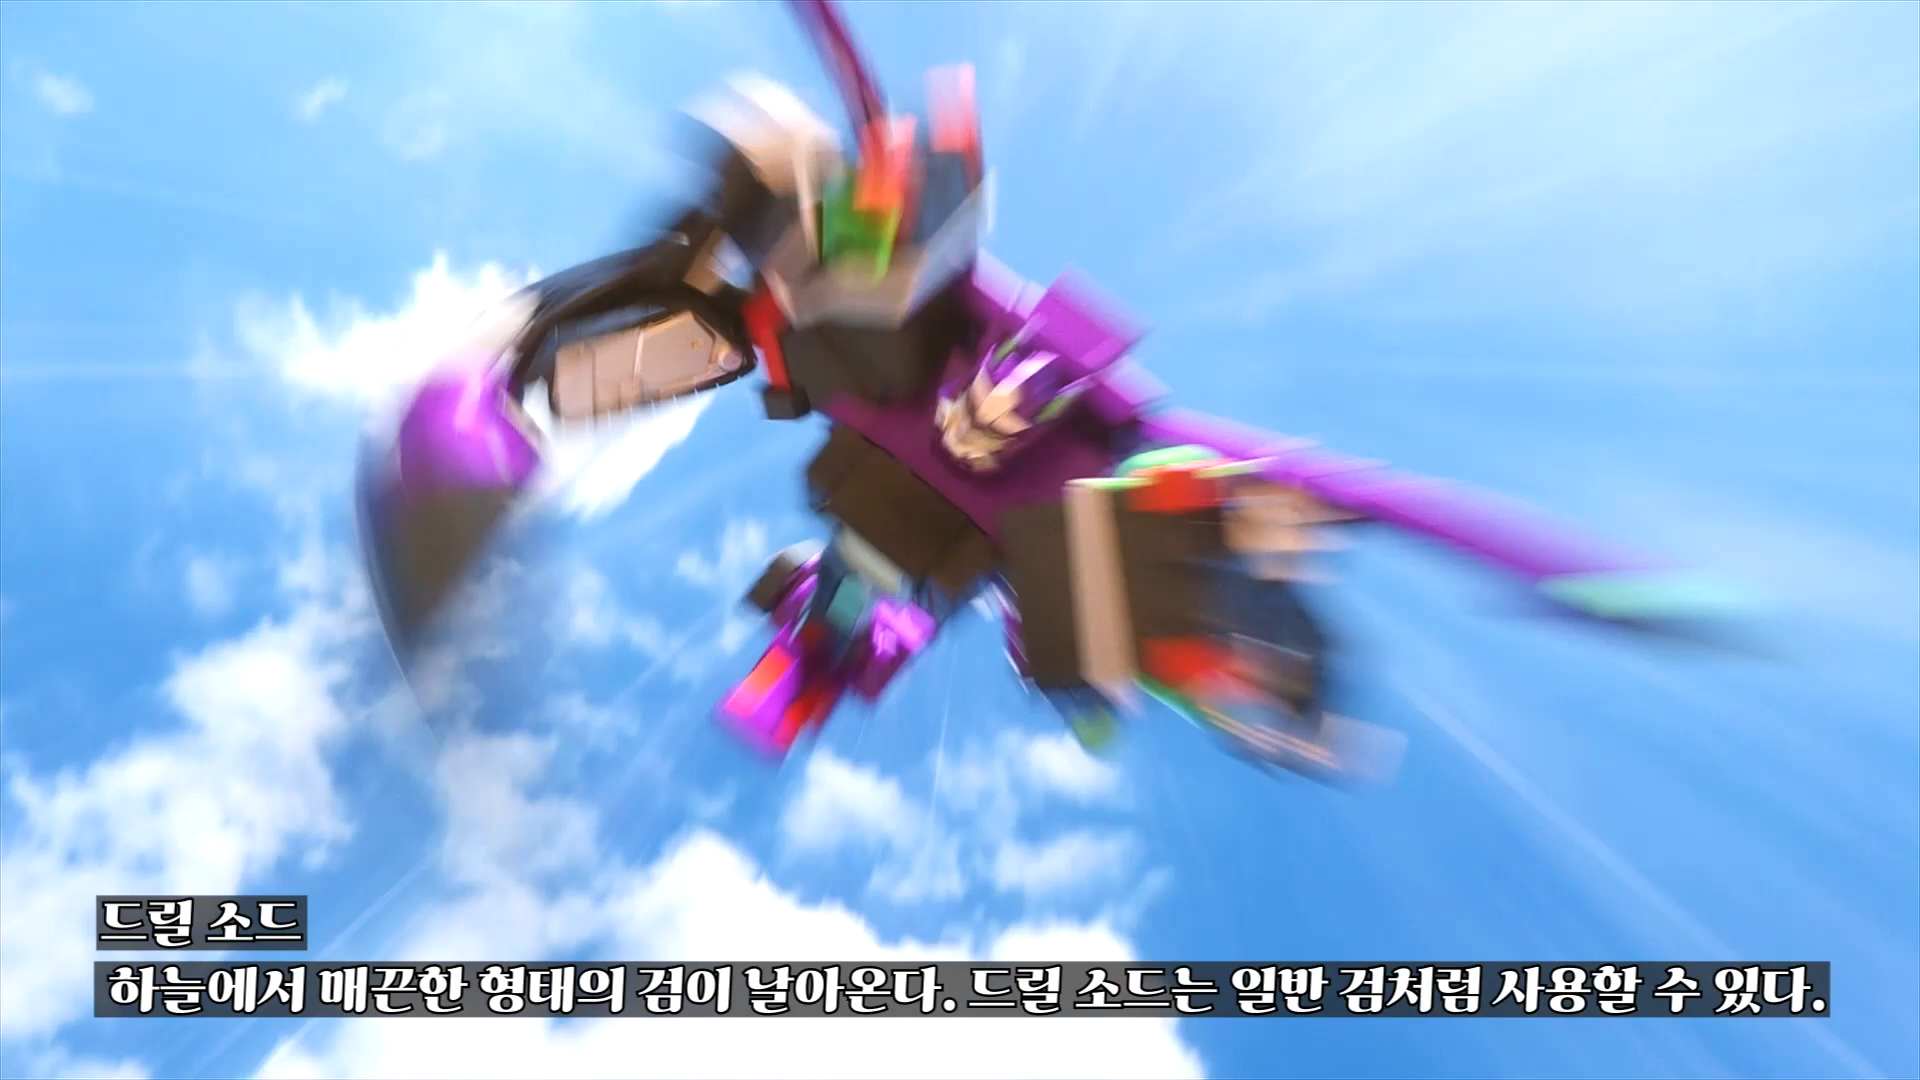 드릴 소드
하늘에서 매끈한 형태의 검이 날아온다. 드릴 소드는 일반 검처럼 사용할 수 있다.